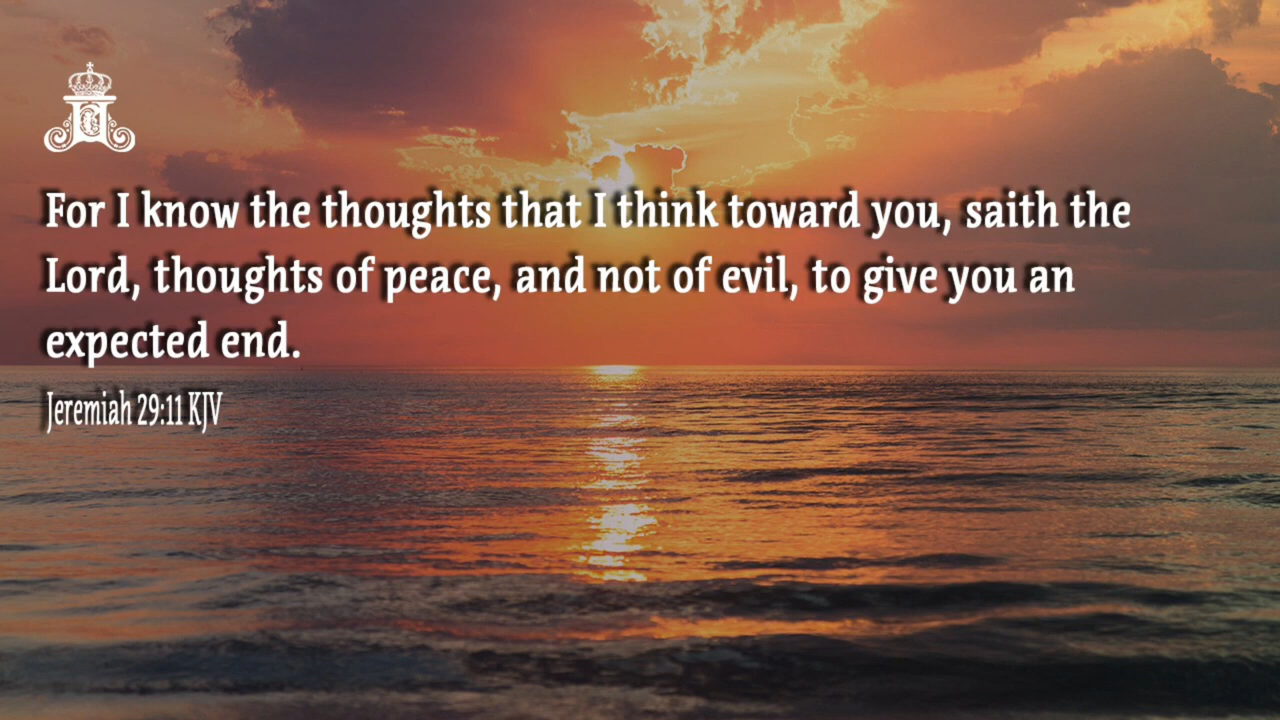 For I know the thoughts that I think toward you, saith the
Lord, thoughts of peace, and not of evil, to give you an
expected end.
Jeremiah 29:11 KJV